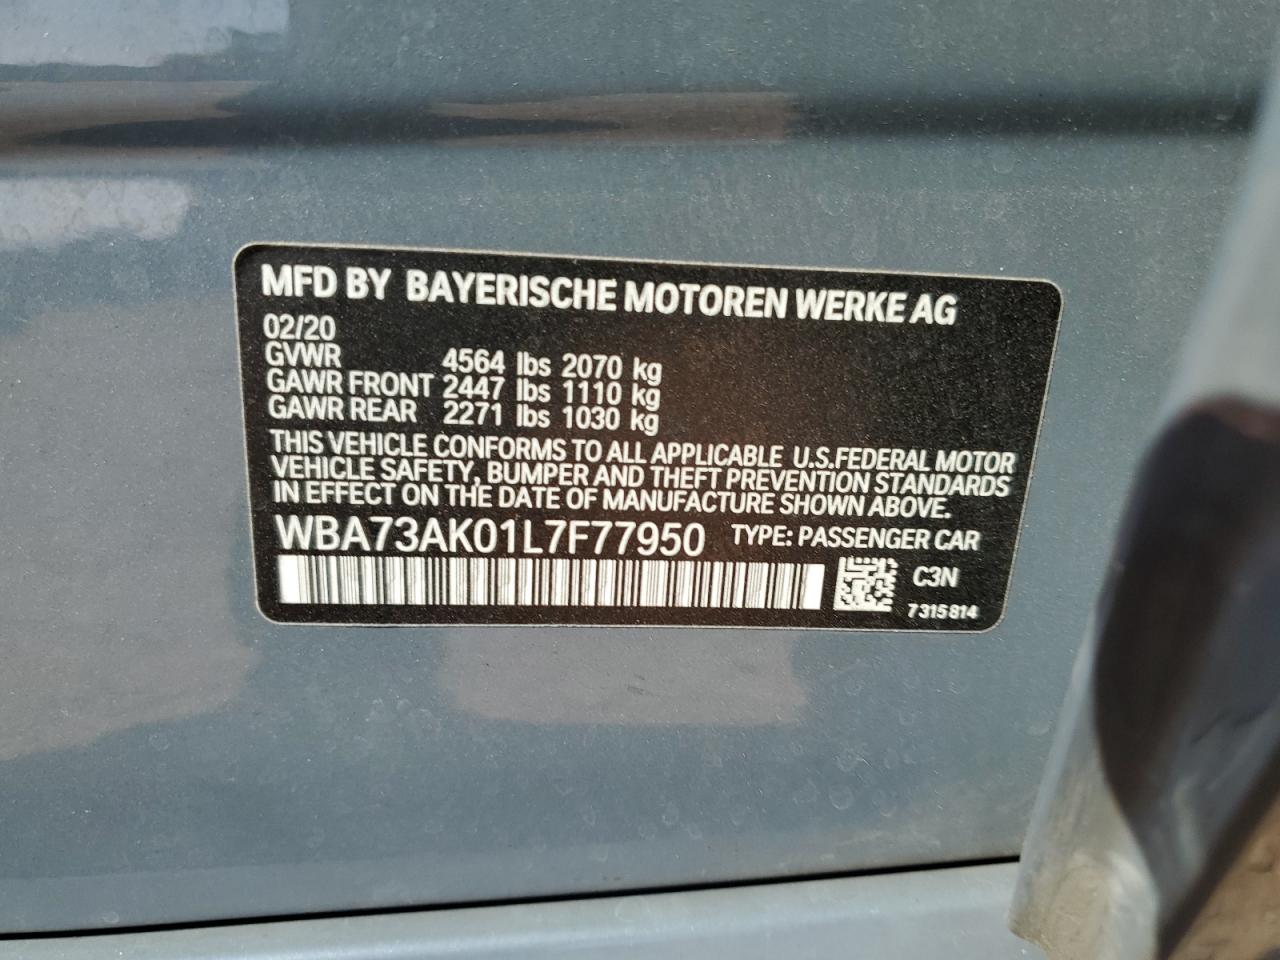 MFD BY BAYERISCHE MOTOREN WERKE AG
02/20
GVWR 4564 lbs 2070 kg
GAWR FRONT 2447 lbs 1110 kg
GAWR REAR 2271 lbs 1030 kg
THIS VEHICLE CONFORMS TO ALL APPLICABLE U.S.FEDERAL MOTOR
VEHICLE SAFETY, BUMPER AND THEFT PREVENTION STANDARDS
IN EFFECT ON THE DATE OF MANUFACTURE SHOWN ABOVE.
WBA73AK01L7F77950 TYPE: PASSENGER CAR
C3N
7315814